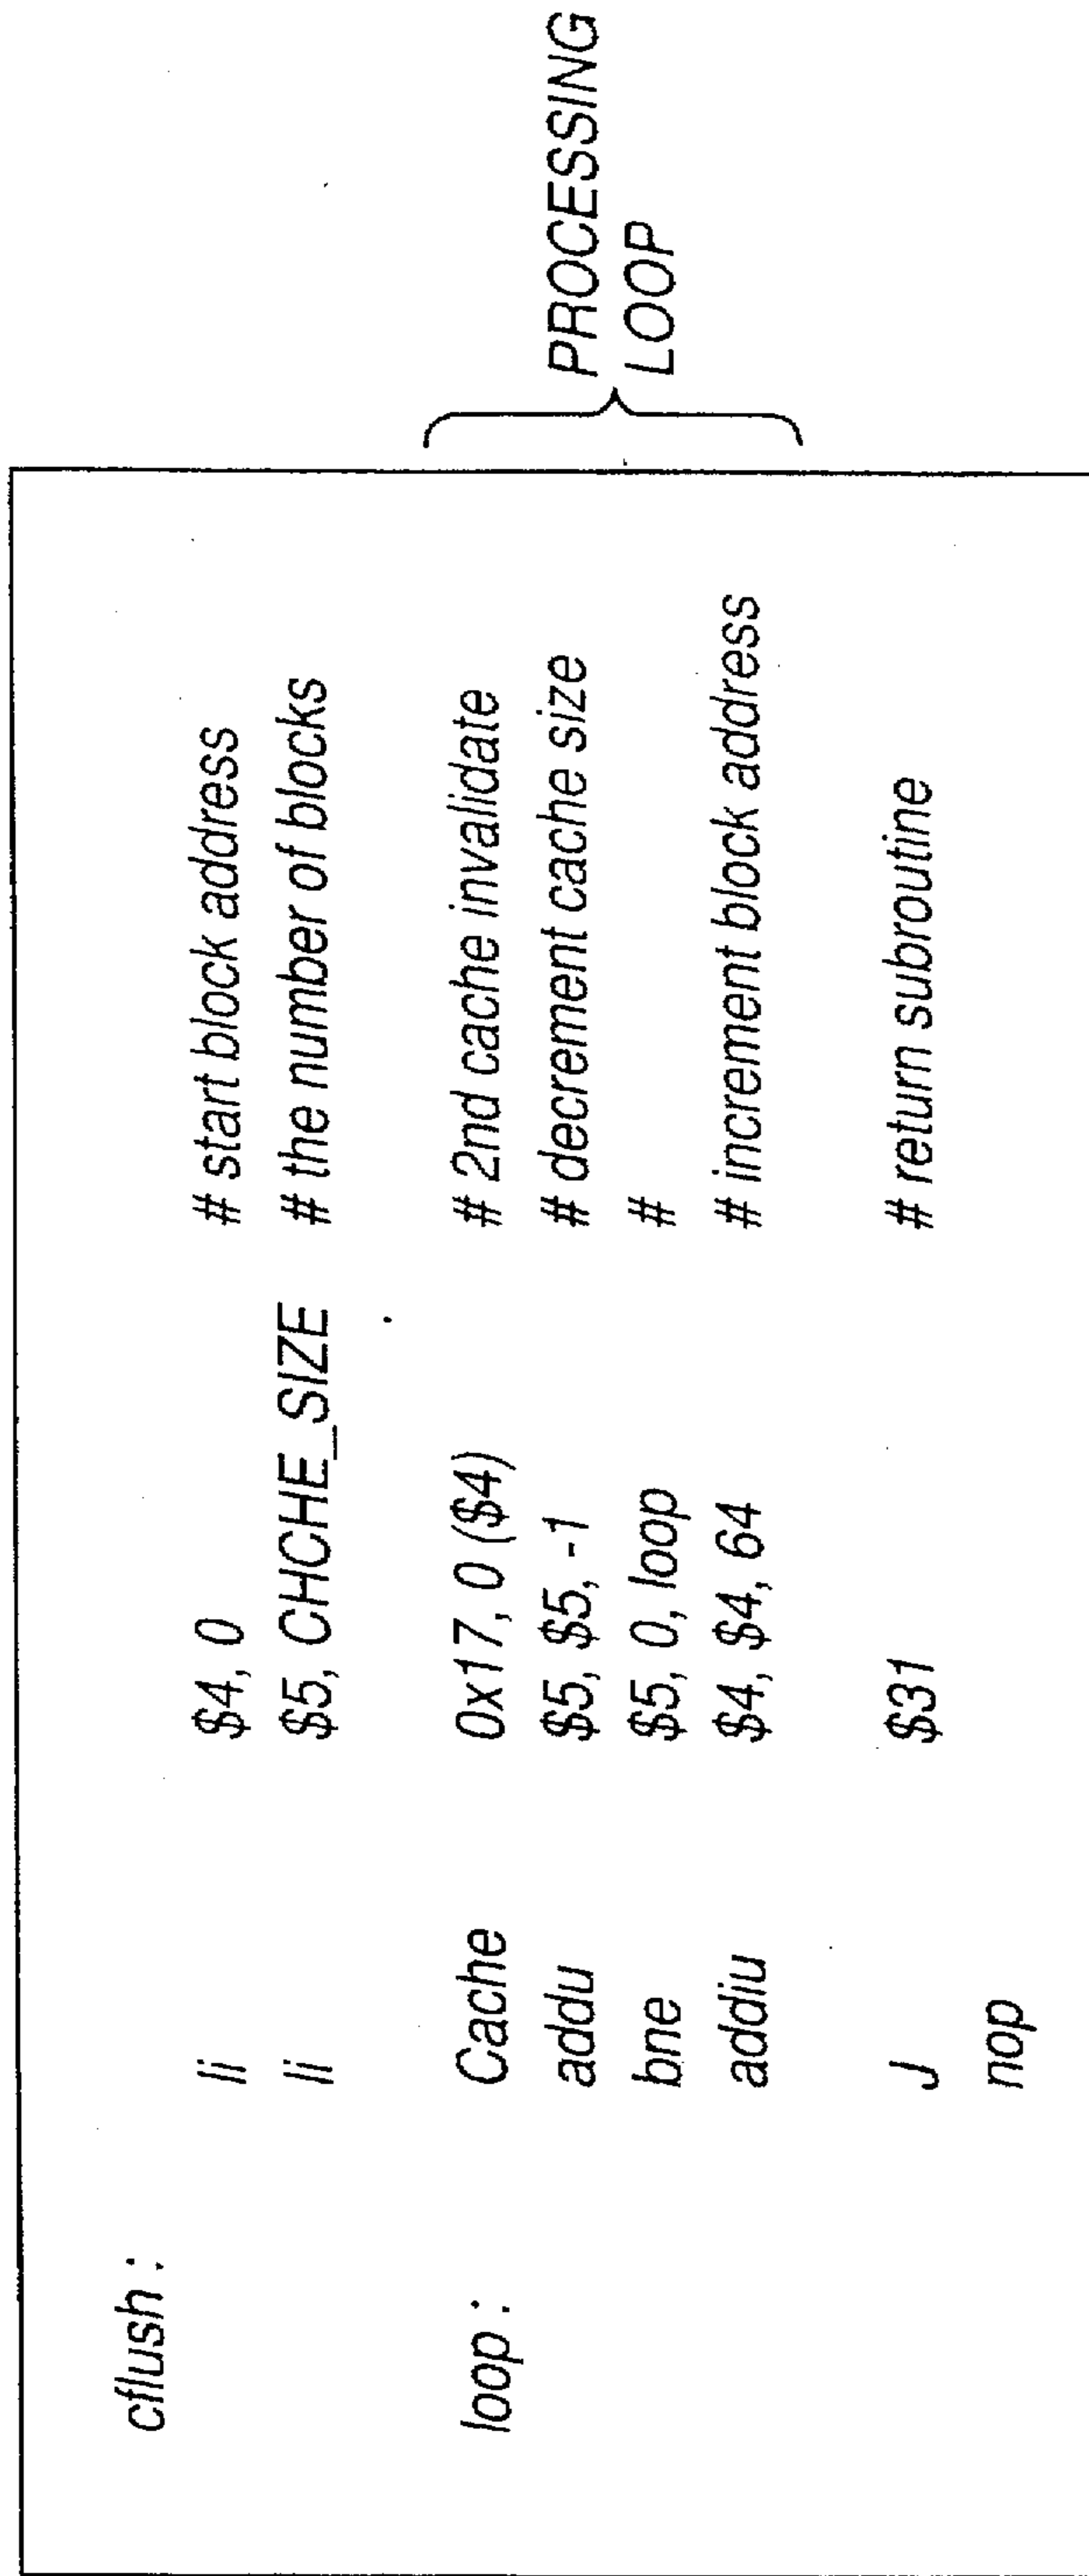 cflush :
li $4, 0 # start block address
li $5, CHCHE_SIZE # the number of blocks
loop : Cache 0x17, 0 ($4) # 2nd cache invalidate
addu $5, $5, -1 # decrement cache size
bne $5, 0, loop #
addiu $4, $4, 64 # increment block address
J $31 # return subroutine
nop
PROCESSING
LOOP